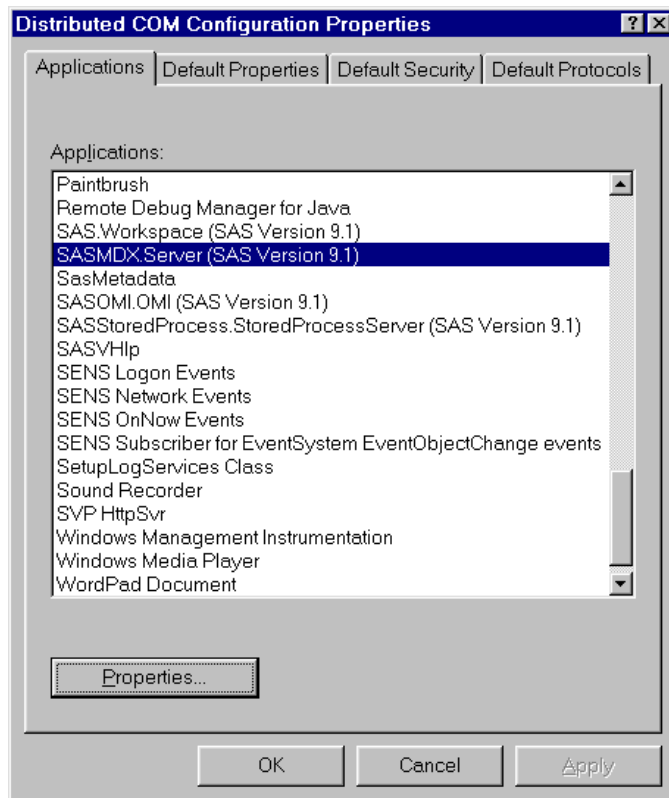 Distributed COM Configuration Properties
Applications Default Properties Default Security Default Protocols
Applications:
Paintbrush
Remote Debug Manager for Java
SAS.Workspace (SAS Version 9.1)
SASMDX.Server (SAS Version 9.1)
SasMetadata
SASOMI.OMI (SAS Version 9.1)
SASStoredProcess.StoredProcessServer (SAS Version 9.1)
SASVHlp
SENS Logon Events
SENS Network Events
SENS OnNow Events
SENS Subscriber for EventSystem EventObjectChange events
SetupLogServices Class
Sound Recorder
SVP HttpSvr
Windows Management Instrumentation
Windows Media Player
WordPad Document
Properties...
OK Cancel Apply